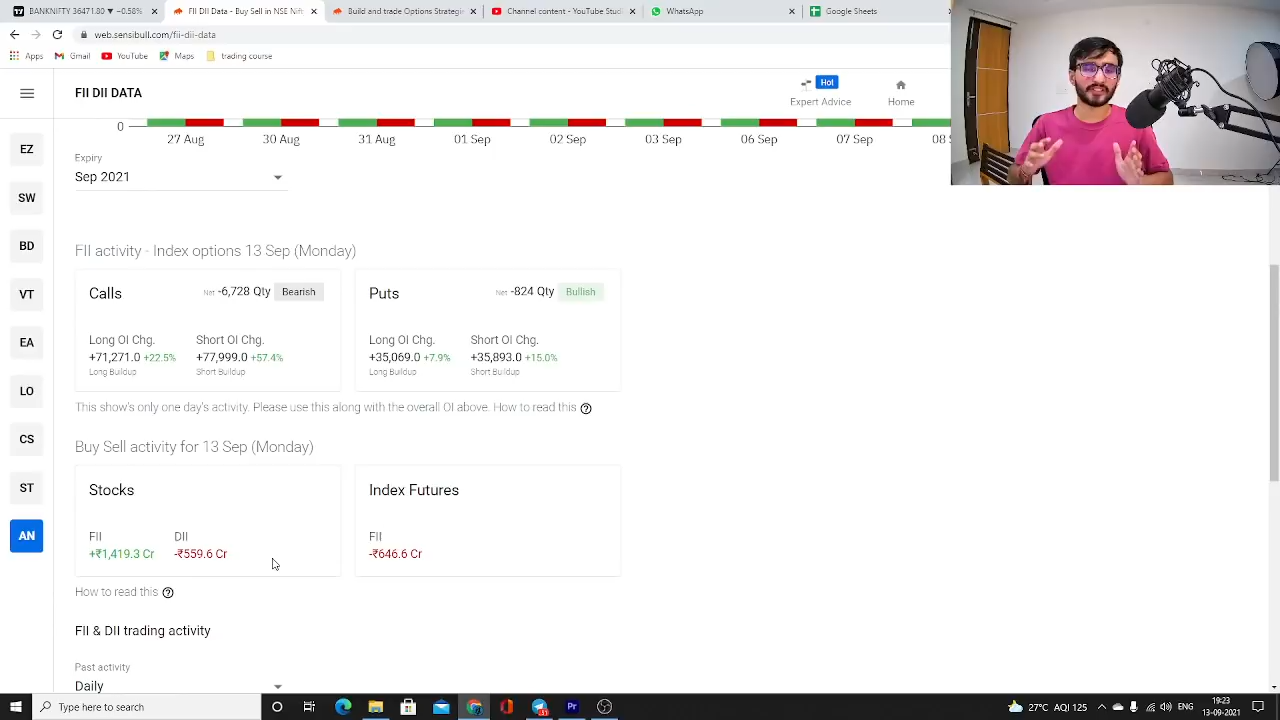 BANKNIFTY 36471.80 ▼ −0.58%
FII DII Data - Buy Sell in NSE Nift
Build and trade Options Strategie
Channel content - YouTube Studi
WhatsApp
Google Sheets
web.sensibull.com/fii-dii-data
Apps
Gmail
YouTube
Maps
trading course
FII DII DATA
Hot
Expert Advice
Home
EZ
SW
BD
VT
EA
LO
CS
ST
AN
0
27 Aug
30 Aug
31 Aug
01 Sep
02 Sep
03 Sep
06 Sep
07 Sep
08 S
Expiry
Sep 2021
FII activity - Index options 13 Sep (Monday)
Calls
Net -6,728 Qty Bearish
Long OI Chg.
Short OI Chg.
+71,271.0 +22.5%
+77,999.0 +57.4%
Long Buildup
Short Buildup
Puts
Net -824 Qty Bullish
Long OI Chg.
Short OI Chg.
+35,069.0 +7.9%
+35,893.0 +15.0%
Long Buildup
Short Buildup
This show's only one day's activity. Please use this along with the overall OI above. How to read this
Buy Sell activity for 13 Sep (Monday)
Stocks
FII
DII
+₹1,419.3 Cr
-₹559.6 Cr
Index Futures
FII
-₹646.6 Cr
How to read this
FII & DII trading activity
Past activity
Daily
Type here to search
27°C AQI 125
19:23
13-09-2021